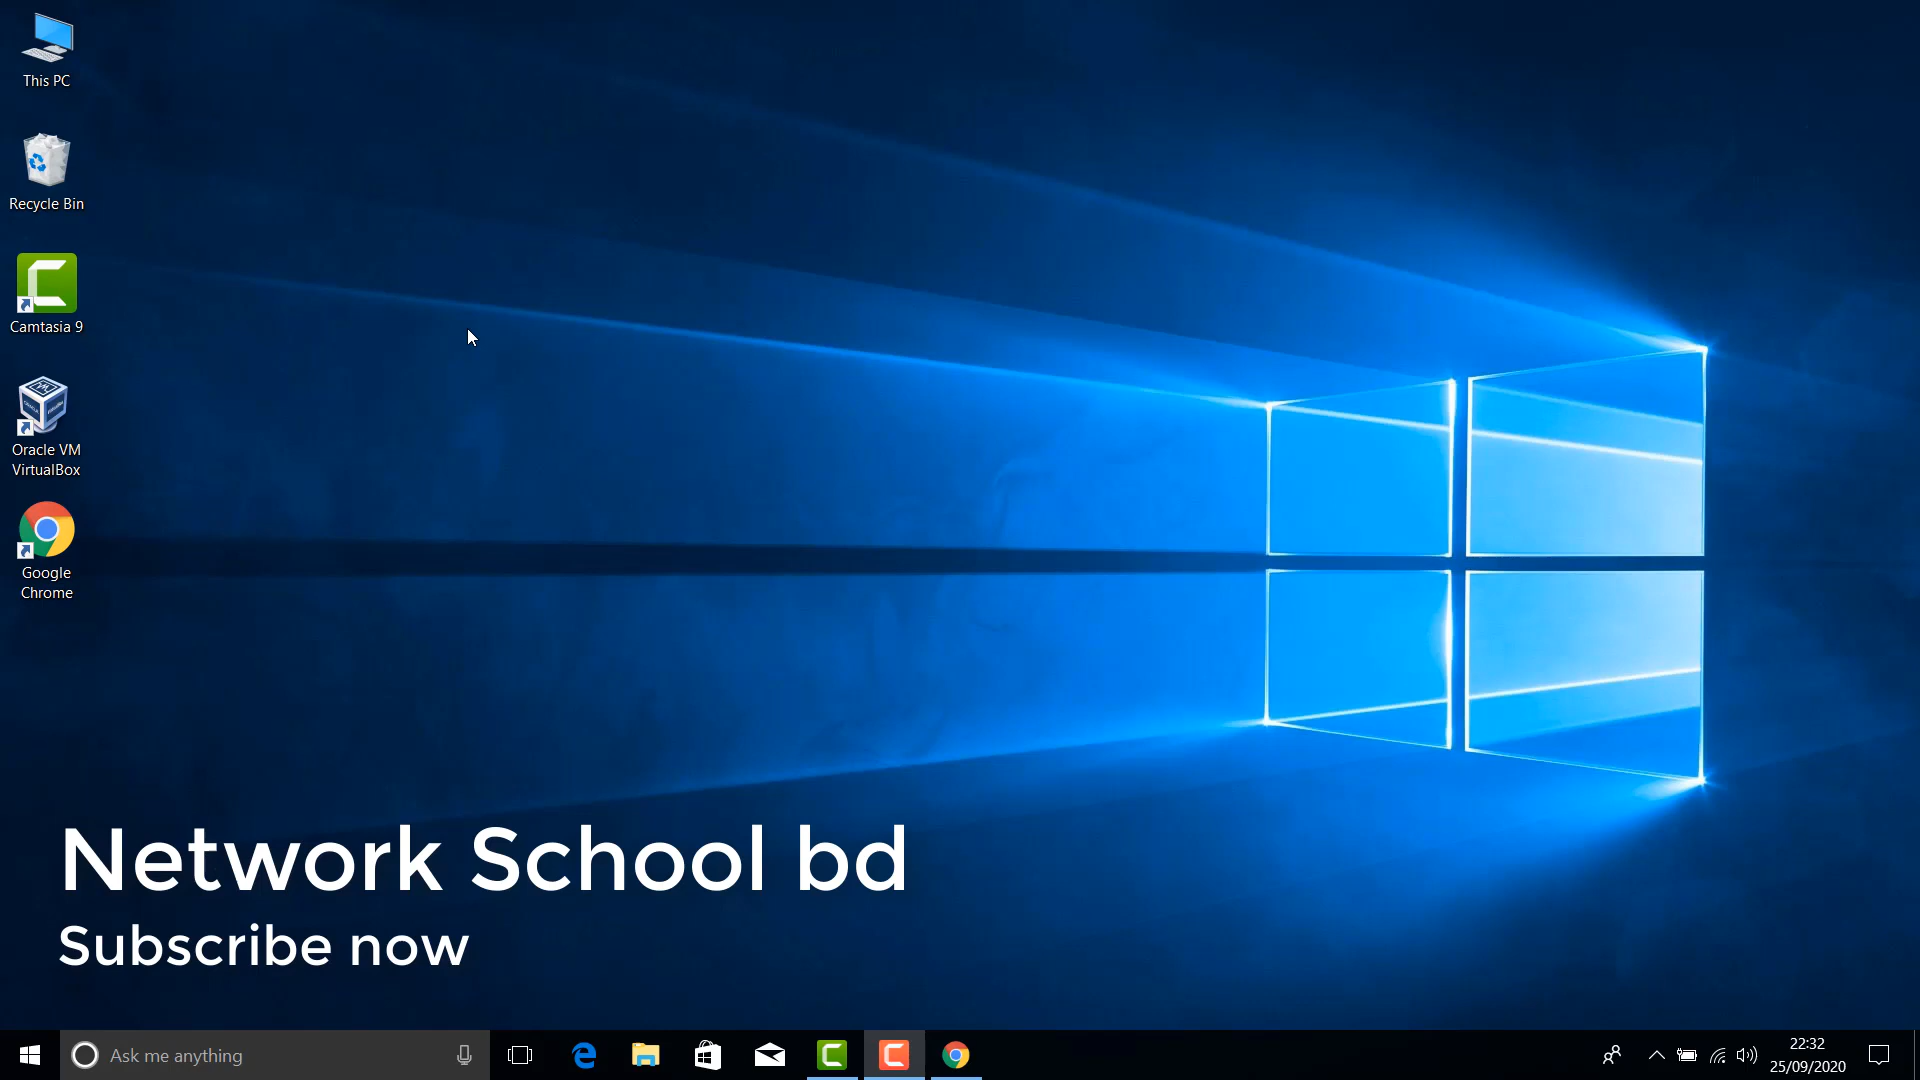 This PC
Recycle Bin
Camtasia 9
Oracle VM
VirtualBox
Google
Chrome
Network School bd
Subscribe now
Ask me anything
22:32
25/09/2020